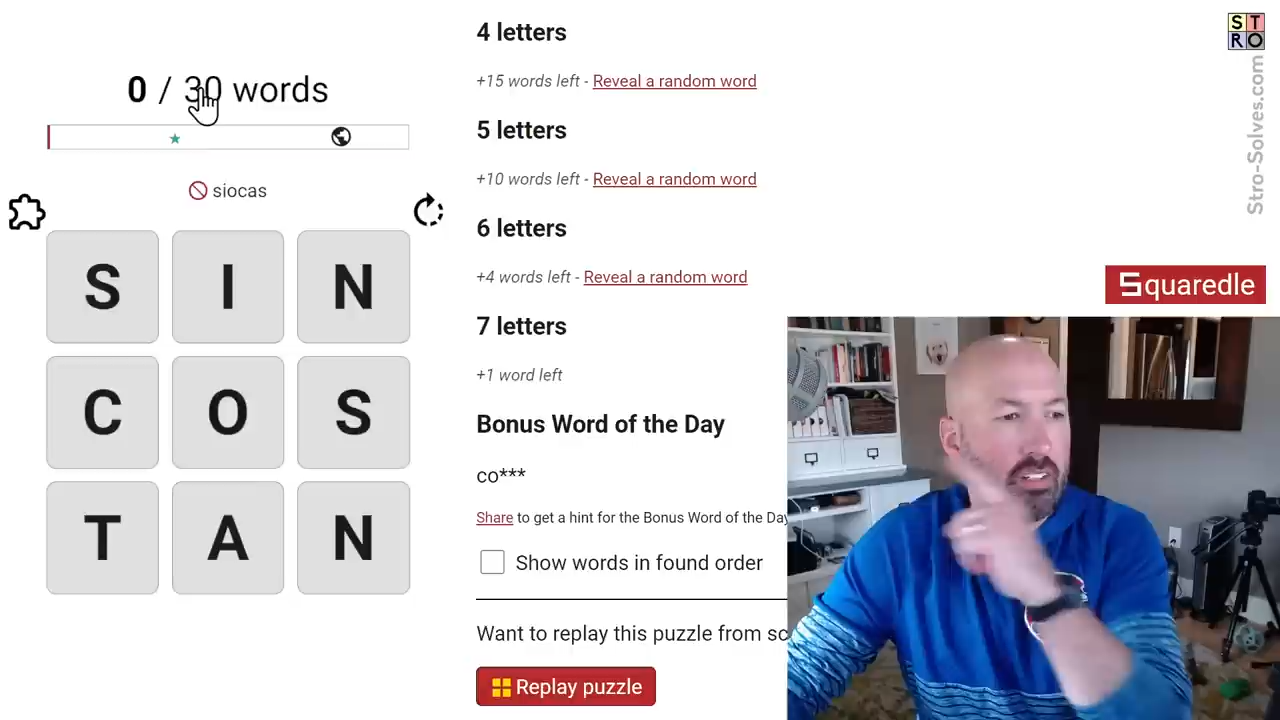 0 / 30 words
siocas
S I N
C O S
T A N
4 letters
+15 words left - Reveal a random word
5 letters
+10 words left - Reveal a random word
6 letters
+4 words left - Reveal a random word
7 letters
+1 word left
Bonus Word of the Day
co***
Share to get a hint for the Bonus Word of the Day
Show words in found order
Want to replay this puzzle from sc
Replay puzzle
S T
R O
Stro-Solves.com
Squaredle